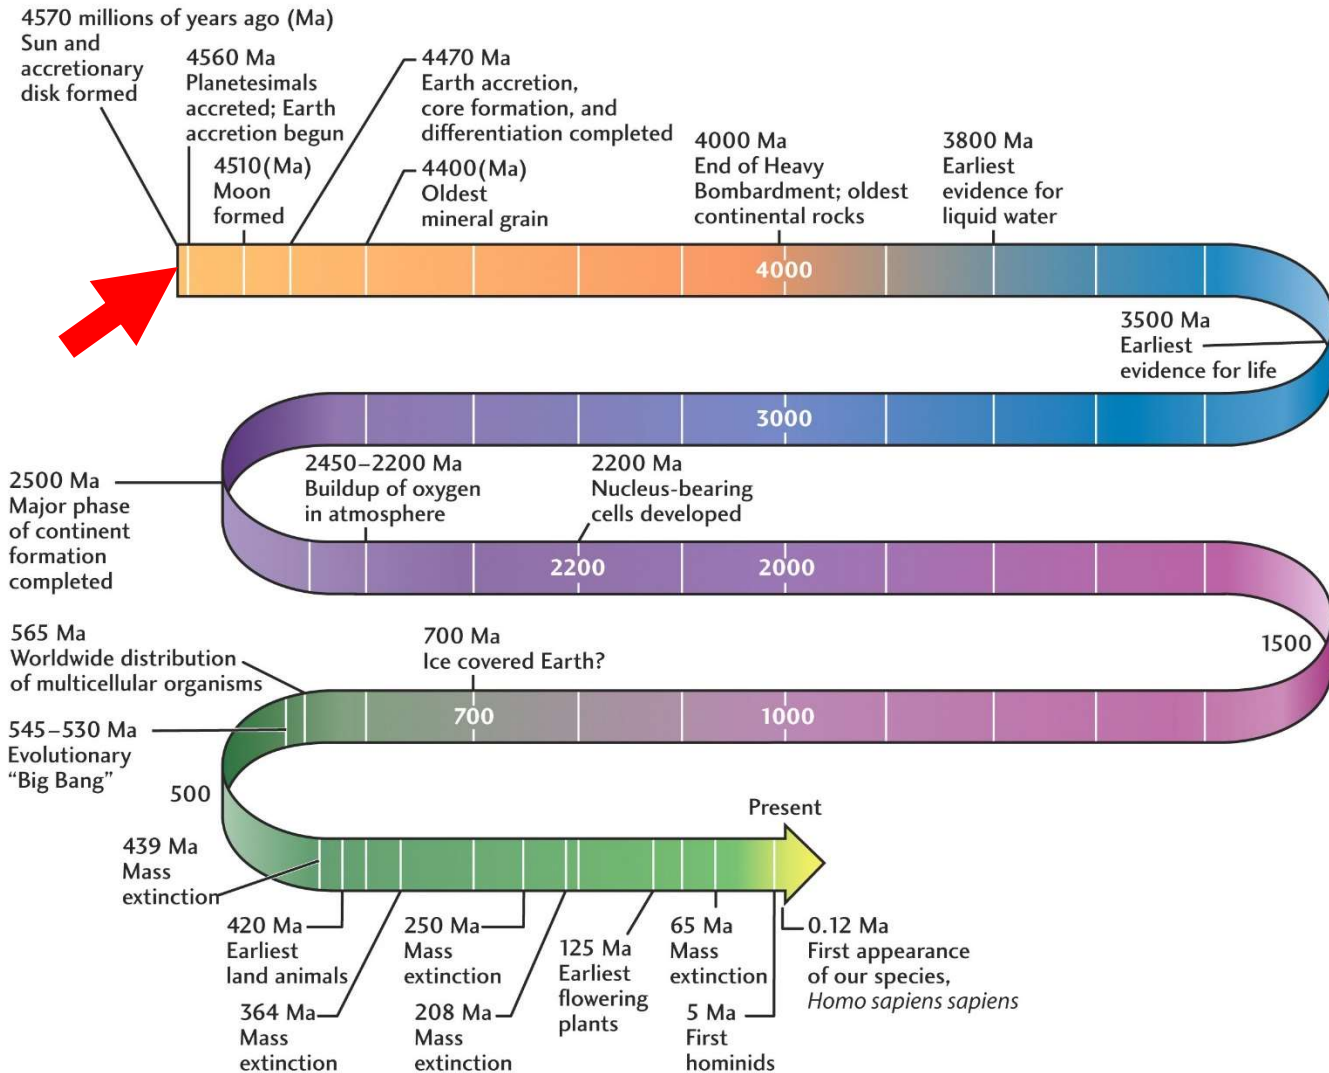 4570 millions of years ago (Ma)
Sun and
accretionary
disk formed
4560 Ma
Planetesimals
accreted; Earth
accretion begun
4510(Ma)
Moon
formed
4470 Ma
Earth accretion,
core formation, and
differentiation completed
4400(Ma)
Oldest
mineral grain
4000 Ma
End of Heavy
Bombardment; oldest
continental rocks
3800 Ma
Earliest
evidence for
liquid water
4000
3500 Ma
Earliest
evidence for life
3000
2500 Ma
Major phase
of continent
formation
completed
2450–2200 Ma
Buildup of oxygen
in atmosphere
2200 Ma
Nucleus-bearing
cells developed
2200
2000
1500
565 Ma
Worldwide distribution
of multicellular organisms
700 Ma
Ice covered Earth?
700
1000
545–530 Ma
Evolutionary
“Big Bang”
500
Present
439 Ma
Mass
extinction
420 Ma
Earliest
land animals
364 Ma
Mass
extinction
250 Ma
Mass
extinction
208 Ma
Mass
extinction
125 Ma
Earliest
flowering
plants
65 Ma
Mass
extinction
5 Ma
First
hominids
0.12 Ma
First appearance
of our species,
Homo sapiens sapiens